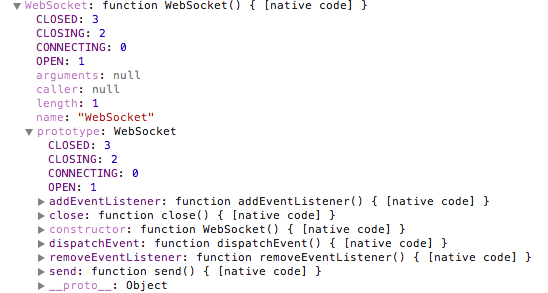 WebSocket: function WebSocket() { [native code] }
CLOSED: 3
CLOSING: 2
CONNECTING: 0
OPEN: 1
arguments: null
caller: null
length: 1
name: "WebSocket"
prototype: WebSocket
CLOSED: 3
CLOSING: 2
CONNECTING: 0
OPEN: 1
addEventListener: function addEventListener() { [native code] }
close: function close() { [native code] }
constructor: function WebSocket() { [native code] }
dispatchEvent: function dispatchEvent() { [native code] }
removeEventListener: function removeEventListener() { [native code] }
send: function send() { [native code] }
__proto__: Object